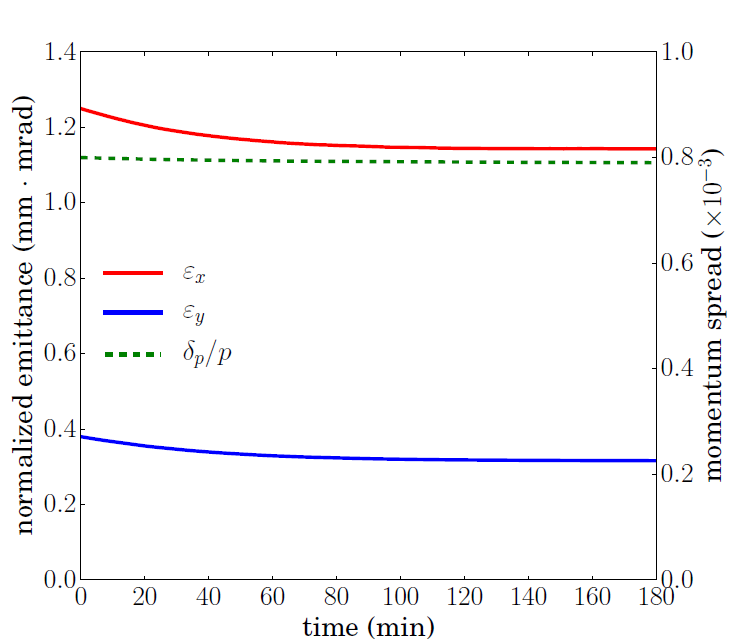 1.4
1.2
1.0
0.8
0.6
0.4
0.2
0.0
normalized emittance (mm · mrad)
εx
εy
δp/p
1.0
0.8
0.6
0.4
0.2
0.0
momentum spread (×10⁻³)
0 20 40 60 80 100 120 140 160 180
time (min)